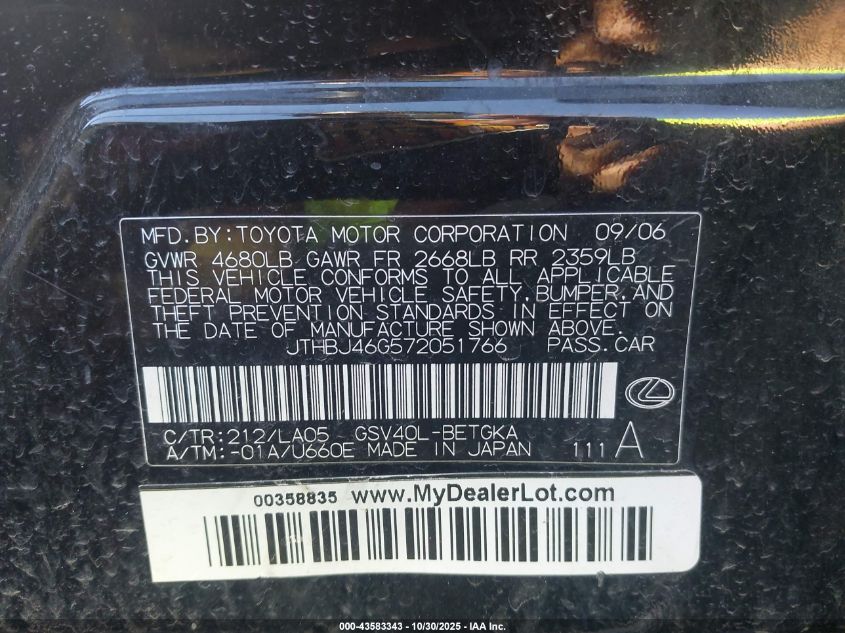 MFD. BY: TOYOTA MOTOR CORPORATION 09/06
GVWR 4680LB GAWR FR 2668LB RR 2359LB
THIS VEHICLE CONFORMS TO ALL APPLICABLE
FEDERAL MOTOR VEHICLE SAFETY, BUMPER, AND
THEFT PREVENTION STANDARDS IN EFFECT ON
THE DATE OF MANUFACTURE SHOWN ABOVE.
JTHBJ46G572051766 PASS. CAR
C/TR: 212/LA05 GSV40L-BETGKA
A/TM: -01A/U660E MADE IN JAPAN 111 A
00358835 www.MyDealerLot.com
000-43583343 - 10/30/2025 - IAA Inc.